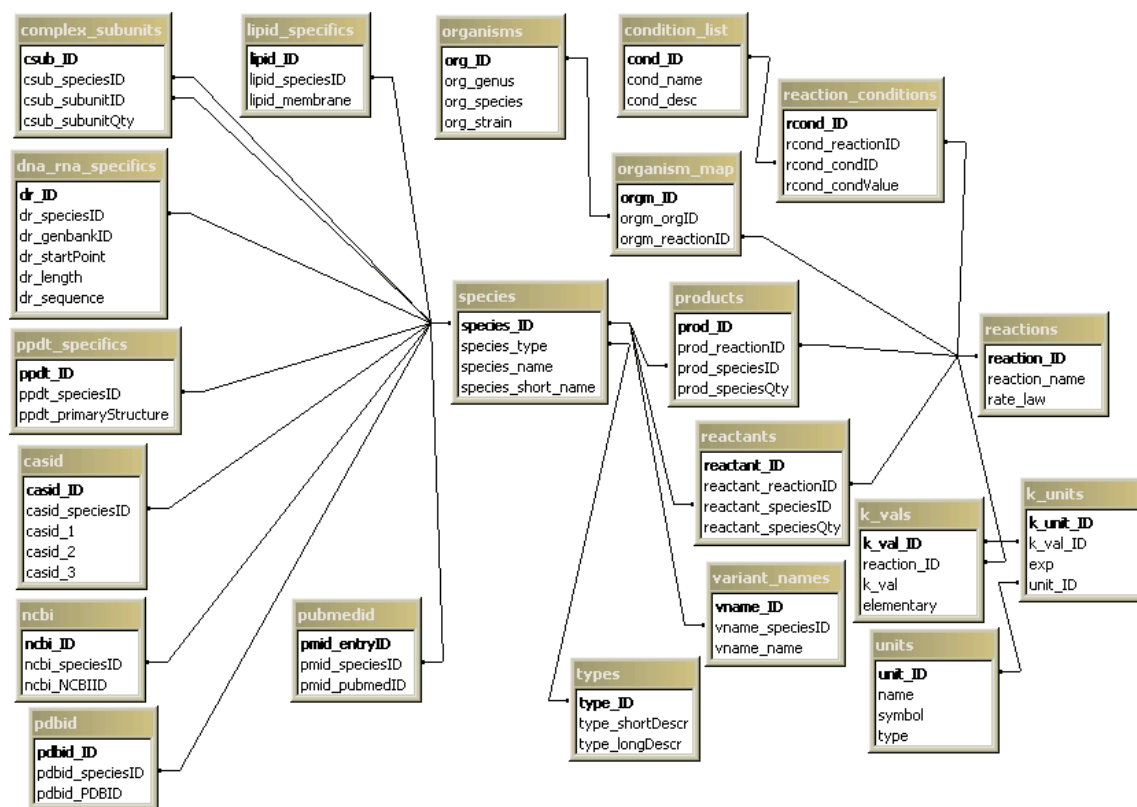 complex_subunits
csub_ID
csub_speciesID
csub_subunitID
csub_subunitQty
lipid_specifics
lipid_ID
lipid_speciesID
lipid_membrane
organisms
org_ID
org_genus
org_species
org_strain
condition_list
cond_ID
cond_name
cond_desc
reaction_conditions
rcond_ID
rcond_reactionID
rcond_condID
rcond_condValue
dna_rna_specifics
dr_ID
dr_speciesID
dr_genbankID
dr_startPoint
dr_length
dr_sequence
organism_map
orgm_ID
orgm_orgID
orgm_reactionID
species
species_ID
species_type
species_name
species_short_name
products
prod_ID
prod_reactionID
prod_speciesID
prod_speciesQty
reactions
reaction_ID
reaction_name
rate_law
ppdt_specifics
ppdt_ID
ppdt_speciesID
ppdt_primaryStructure
reactants
reactant_ID
reactant_reactionID
reactant_speciesID
reactant_speciesQty
casid
casid_ID
casid_speciesID
casid_1
casid_2
casid_3
k_vals
k_val_ID
reaction_ID
k_val
elementary
k_units
k_unit_ID
k_val_ID
exp
unit_ID
variant_names
vname_ID
vname_speciesID
vname_name
ncbi
ncbi_ID
ncbi_speciesID
ncbi_NCBIID
pubmedid
pmid_entryID
pmid_speciesID
pmid_pubmedID
types
type_ID
type_shortDescr
type_longDescr
units
unit_ID
name
symbol
type
pdbid
pdbid_ID
pdbid_speciesID
pdbid_PDBID